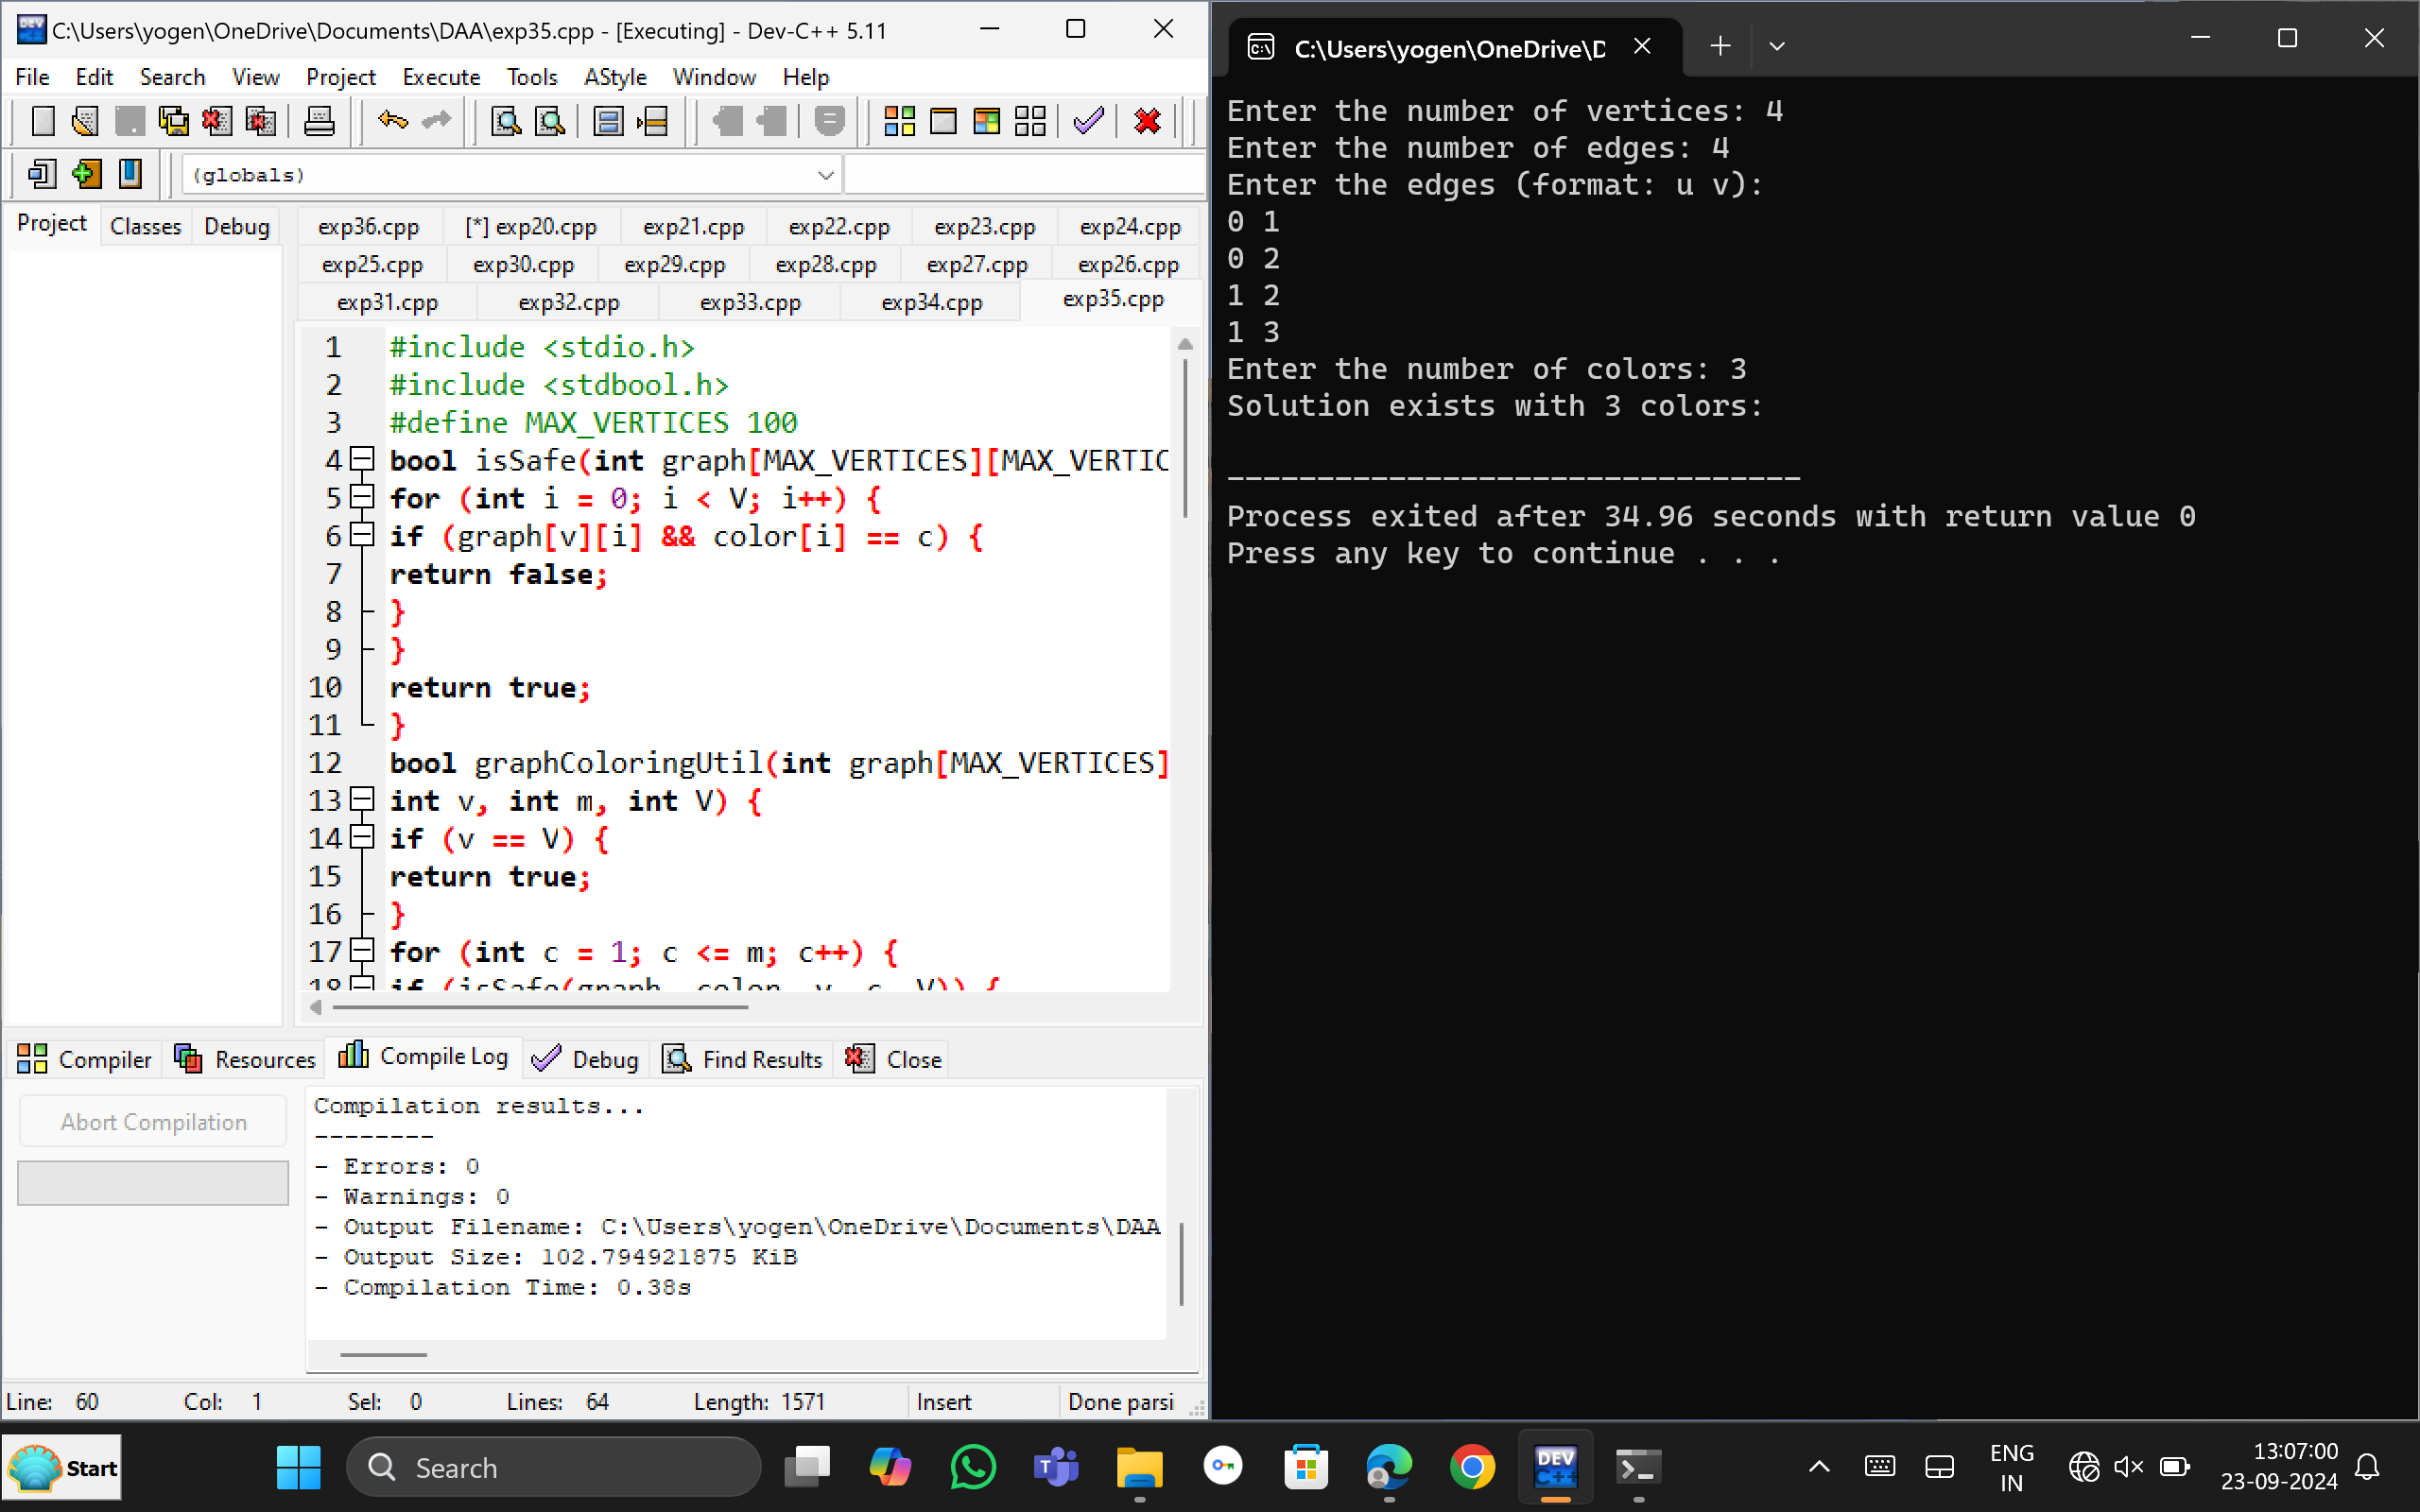 C:\Users\yogen\OneDrive\Documents\DAA\exp35.cpp - [Executing] - Dev-C++ 5.11
File Edit Search View Project Execute Tools AStyle Window Help
(globals)
Project Classes Debug
exp36.cpp [*] exp20.cpp exp21.cpp exp22.cpp exp23.cpp exp24.cpp
exp25.cpp exp30.cpp exp29.cpp exp28.cpp exp27.cpp exp26.cpp
exp31.cpp exp32.cpp exp33.cpp exp34.cpp exp35.cpp
1 #include <stdio.h>
2 #include <stdbool.h>
3 #define MAX_VERTICES 100
4 bool isSafe(int graph[MAX_VERTICES][MAX_VERTIC
5 for (int i = 0; i < V; i++) {
6 if (graph[v][i] && color[i] == c) {
7 return false;
8 }
9 }
10 return true;
11 }
12 bool graphColoringUtil(int graph[MAX_VERTICES]
13 int v, int m, int V) {
14 if (v == V) {
15 return true;
16 }
17 for (int c = 1; c <= m; c++) {
18 if (isSafe(graph, color, v, c, V)) {
Compiler Resources Compile Log Debug Find Results Close
Abort Compilation
Compilation results...
--------
- Errors: 0
- Warnings: 0
- Output Filename: C:\Users\yogen\OneDrive\Documents\DAA
- Output Size: 102.794921875 KiB
- Compilation Time: 0.38s
Line: 60 Col: 1 Sel: 0 Lines: 64 Length: 1571 Insert Done parsi
C:\Users\yogen\OneDrive\D
Enter the number of vertices: 4
Enter the number of edges: 4
Enter the edges (format: u v):
0 1
0 2
1 2
1 3
Enter the number of colors: 3
Solution exists with 3 colors:
--------------------------------
Process exited after 34.96 seconds with return value 0
Press any key to continue . . .
Start
Search
DEV C++
ENG
IN
13:07:00
23-09-2024